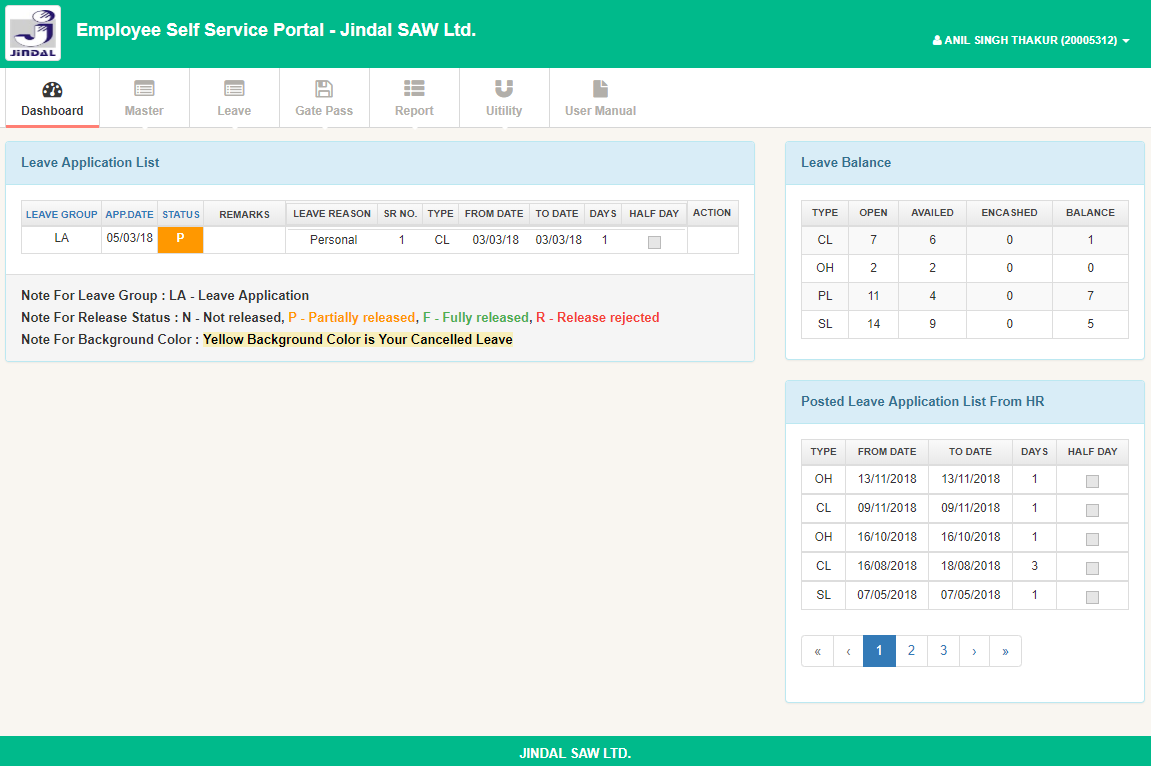 JINDAL
Employee Self Service Portal - Jindal SAW Ltd.
ANIL SINGH THAKUR (20005312)
Dashboard Master Leave Gate Pass Report Uitility User Manual
Leave Application List
LEAVE GROUP APP.DATE STATUS REMARKS LEAVE REASON SR NO. TYPE FROM DATE TO DATE DAYS HALF DAY ACTION
LA 05/03/18 P Personal 1 CL 03/03/18 03/03/18 1
Note For Leave Group : LA - Leave Application
Note For Release Status : N - Not released, P - Partially released, F - Fully released, R - Release rejected
Note For Background Color : Yellow Background Color is Your Cancelled Leave
Leave Balance
TYPE OPEN AVAILED ENCASHED BALANCE
CL 7 6 0 1
OH 2 2 0 0
PL 11 4 0 7
SL 14 9 0 5
Posted Leave Application List From HR
TYPE FROM DATE TO DATE DAYS HALF DAY
OH 13/11/2018 13/11/2018 1
CL 09/11/2018 09/11/2018 1
OH 16/10/2018 16/10/2018 1
CL 16/08/2018 18/08/2018 3
SL 07/05/2018 07/05/2018 1
« ‹ 1 2 3 › »
JINDAL SAW LTD.